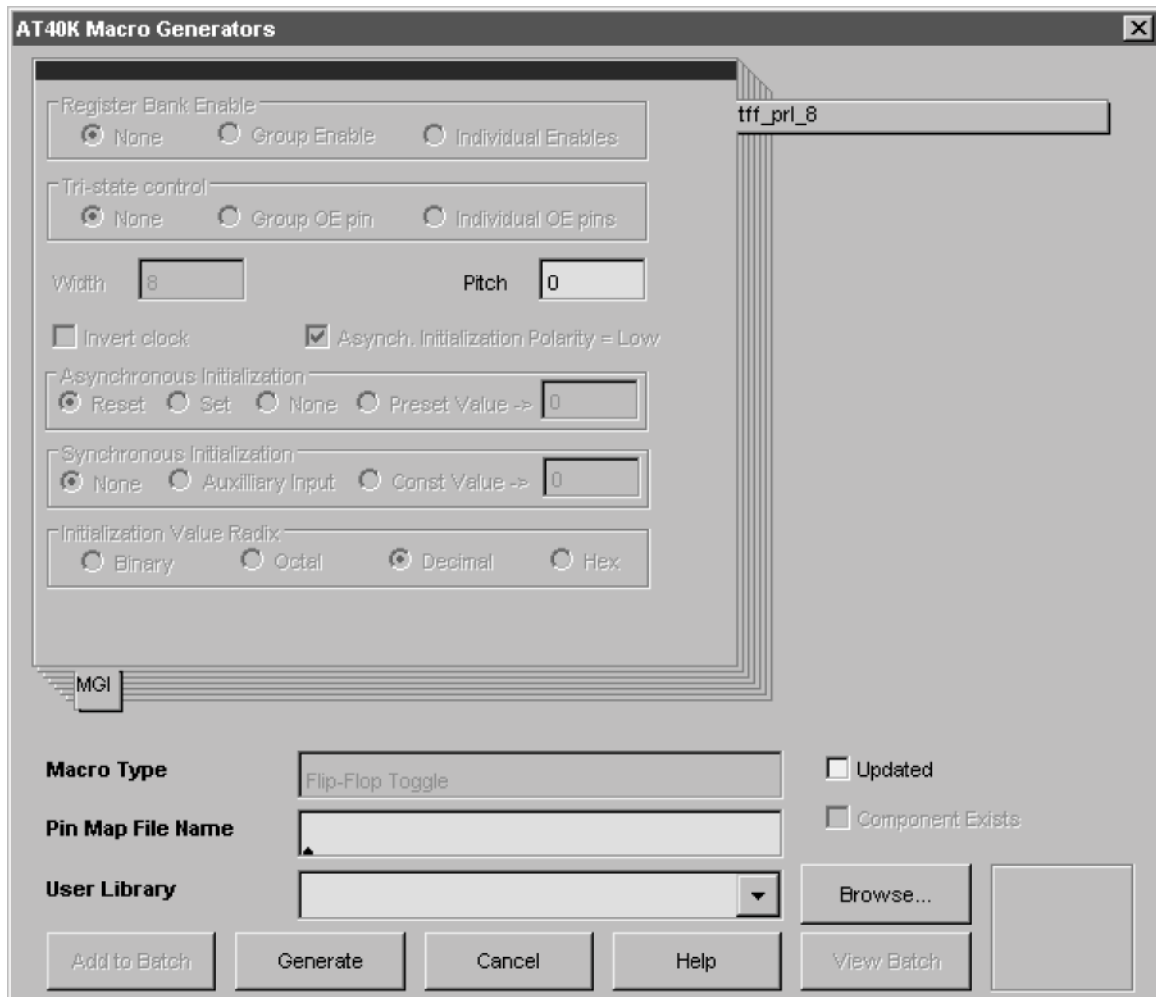 AT40K Macro Generators
tff_prl_8
Register Bank Enable
None Group Enable Individual Enables
Tri-state control
None Group OE pin Individual OE pins
Width 8 Pitch 0
Invert clock Asynch. Initialization Polarity = Low
Asynchronous Initialization
Reset Set None Preset Value -> 0
Synchronous Initialization
None Auxilliary Input Const Value -> 0
Initialization Value Radix
Binary Octal Decimal Hex
MGI
Macro Type Flip-Flop Toggle Updated
Pin Map File Name Component Exists
User Library Browse...
Add to Batch Generate Cancel Help View Batch